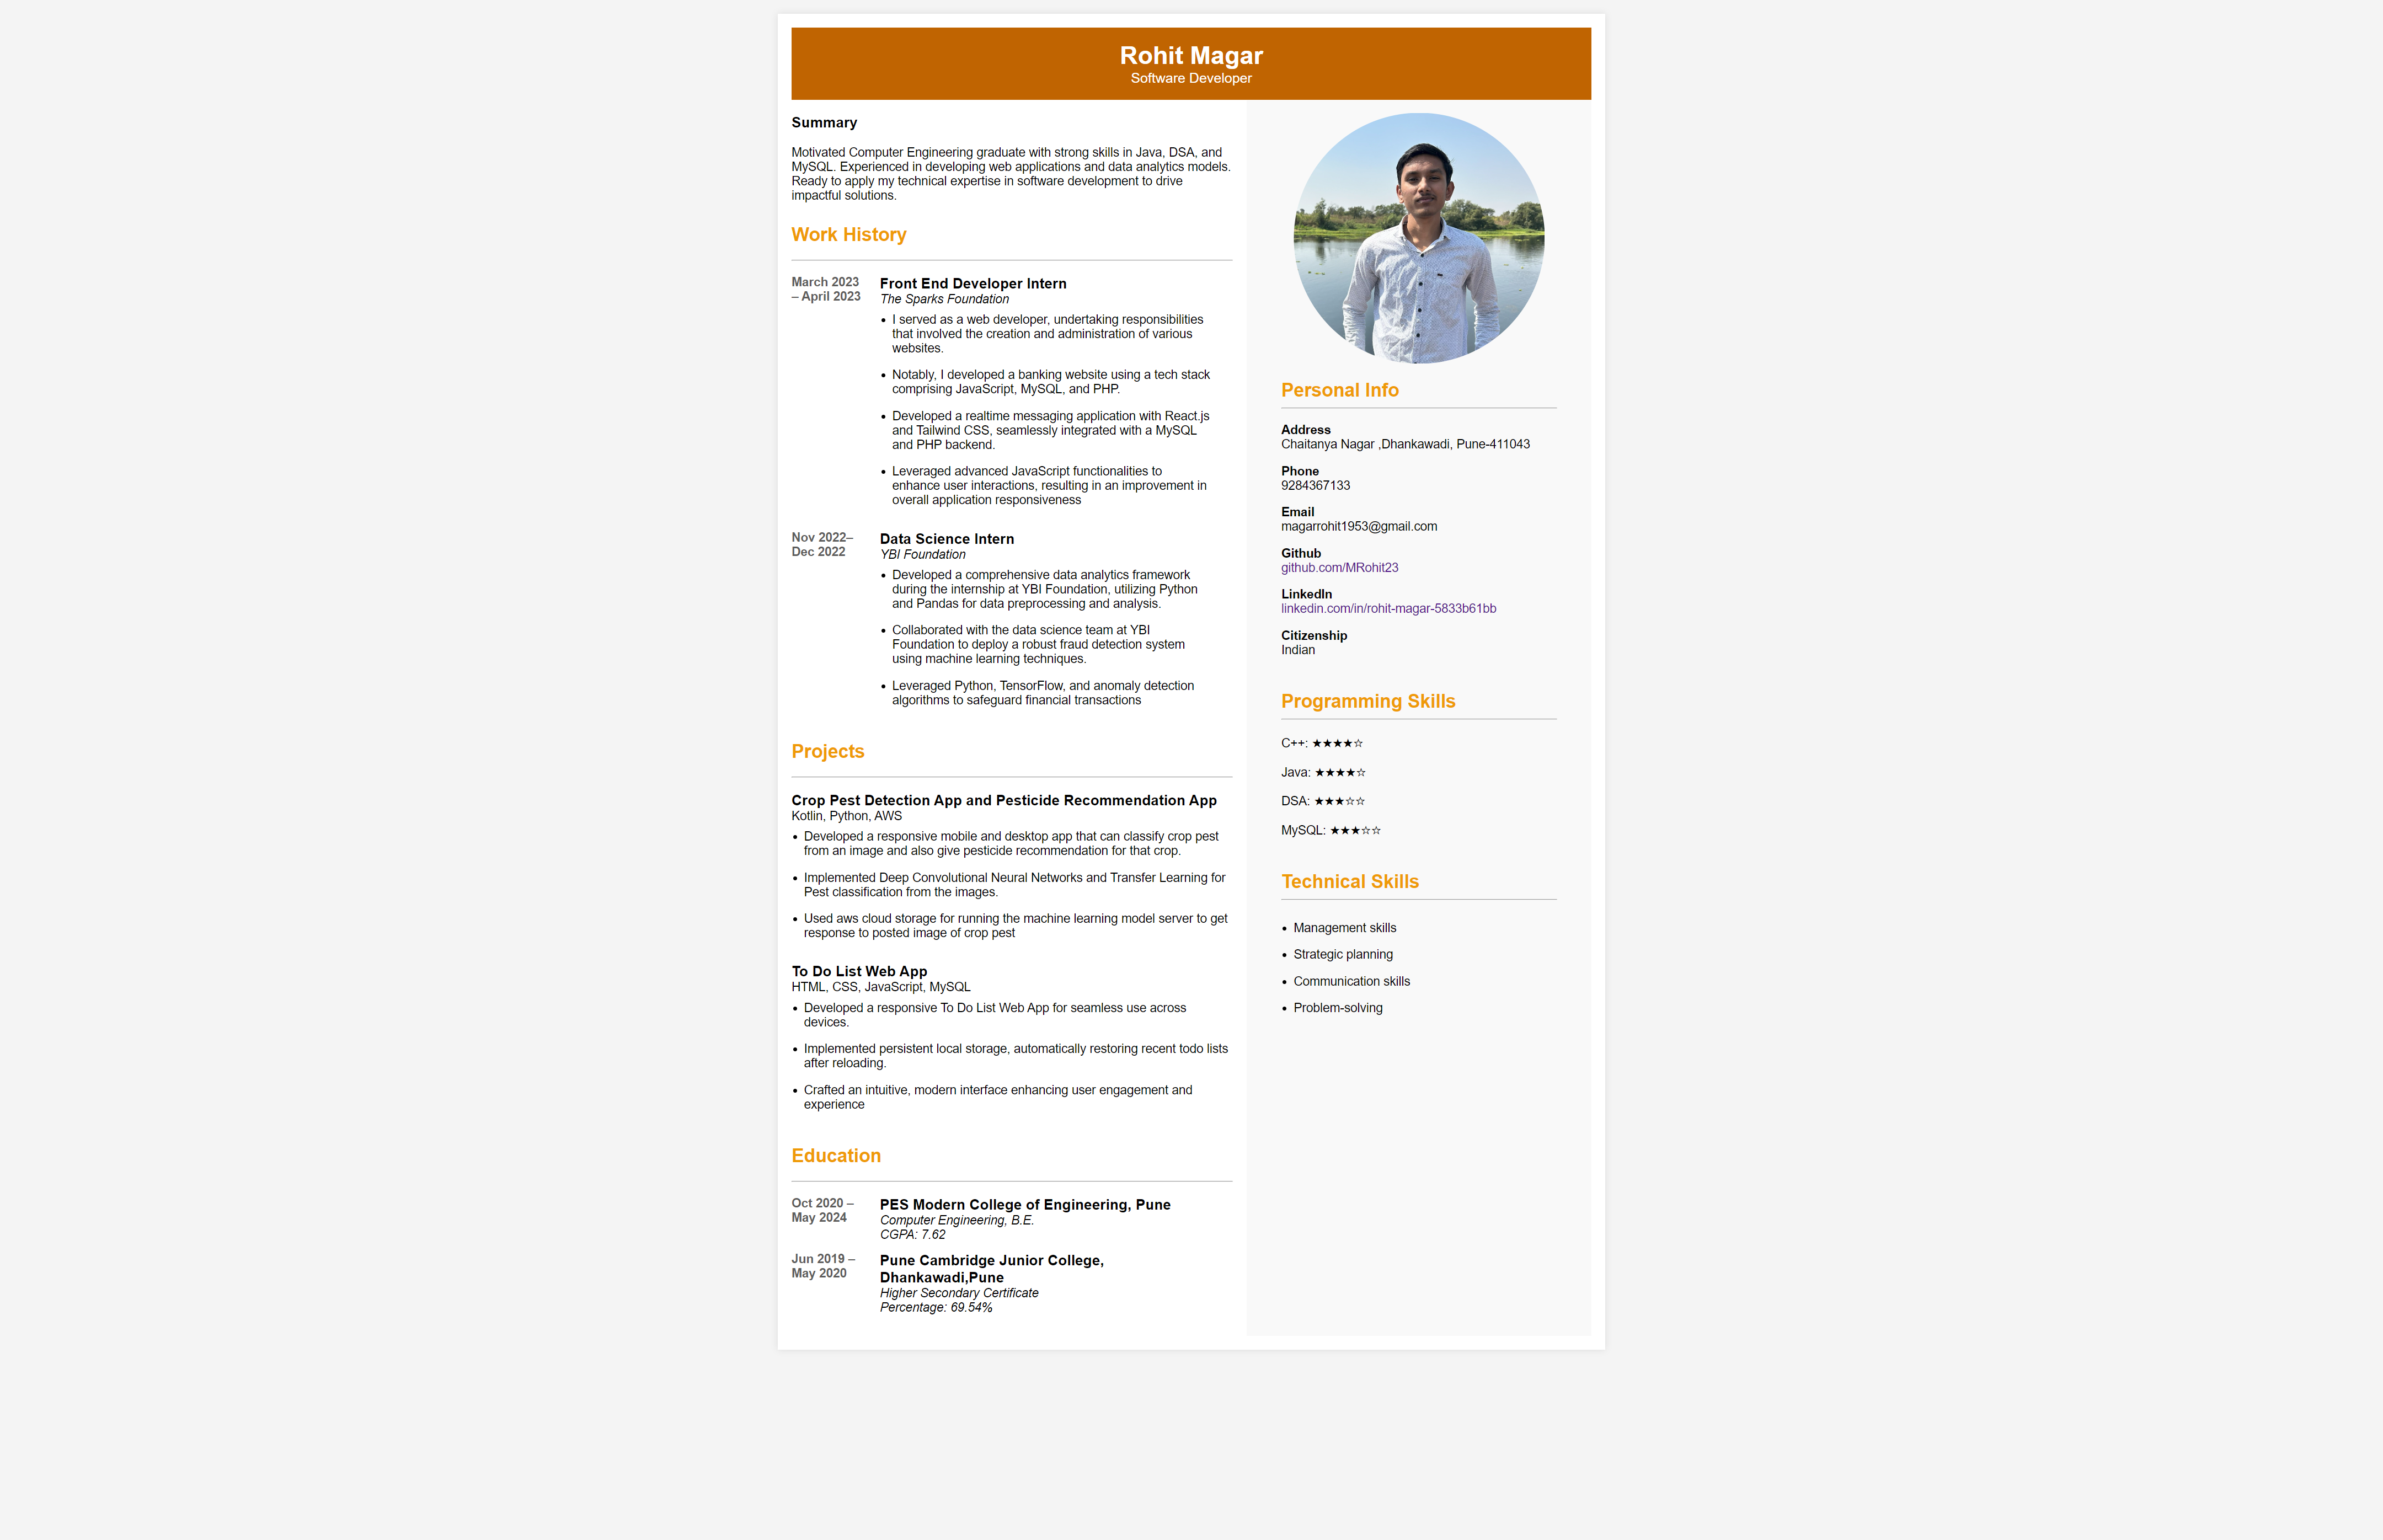 Rohit Magar
Software Developer
Summary
Motivated Computer Engineering graduate with strong skills in Java, DSA, and
MySQL. Experienced in developing web applications and data analytics models.
Ready to apply my technical expertise in software development to drive
impactful solutions.
Work History
March 2023
– April 2023
Front End Developer Intern
The Sparks Foundation
• I served as a web developer, undertaking responsibilities
that involved the creation and administration of various
websites.
• Notably, I developed a banking website using a tech stack
comprising JavaScript, MySQL, and PHP.
• Developed a realtime messaging application with React.js
and Tailwind CSS, seamlessly integrated with a MySQL
and PHP backend.
• Leveraged advanced JavaScript functionalities to
enhance user interactions, resulting in an improvement in
overall application responsiveness
Nov 2022–
Dec 2022
Data Science Intern
YBI Foundation
• Developed a comprehensive data analytics framework
during the internship at YBI Foundation, utilizing Python
and Pandas for data preprocessing and analysis.
• Collaborated with the data science team at YBI
Foundation to deploy a robust fraud detection system
using machine learning techniques.
• Leveraged Python, TensorFlow, and anomaly detection
algorithms to safeguard financial transactions
Projects
Crop Pest Detection App and Pesticide Recommendation App
Kotlin, Python, AWS
• Developed a responsive mobile and desktop app that can classify crop pest
from an image and also give pesticide recommendation for that crop.
• Implemented Deep Convolutional Neural Networks and Transfer Learning for
Pest classification from the images.
• Used aws cloud storage for running the machine learning model server to get
response to posted image of crop pest
To Do List Web App
HTML, CSS, JavaScript, MySQL
• Developed a responsive To Do List Web App for seamless use across
devices.
• Implemented persistent local storage, automatically restoring recent todo lists
after reloading.
• Crafted an intuitive, modern interface enhancing user engagement and
experience
Education
Oct 2020 –
May 2024
PES Modern College of Engineering, Pune
Computer Engineering, B.E.
CGPA: 7.62
Jun 2019 –
May 2020
Pune Cambridge Junior College,
Dhankawadi,Pune
Higher Secondary Certificate
Percentage: 69.54%
Personal Info
Address
Chaitanya Nagar ,Dhankawadi, Pune-411043
Phone
9284367133
Email
magarrohit1953@gmail.com
Github
github.com/MRohit23
LinkedIn
linkedin.com/in/rohit-magar-5833b61bb
Citizenship
Indian
Programming Skills
C++: ★★★★☆
Java: ★★★★☆
DSA: ★★★☆☆
MySQL: ★★★☆☆
Technical Skills
• Management skills
• Strategic planning
• Communication skills
• Problem-solving